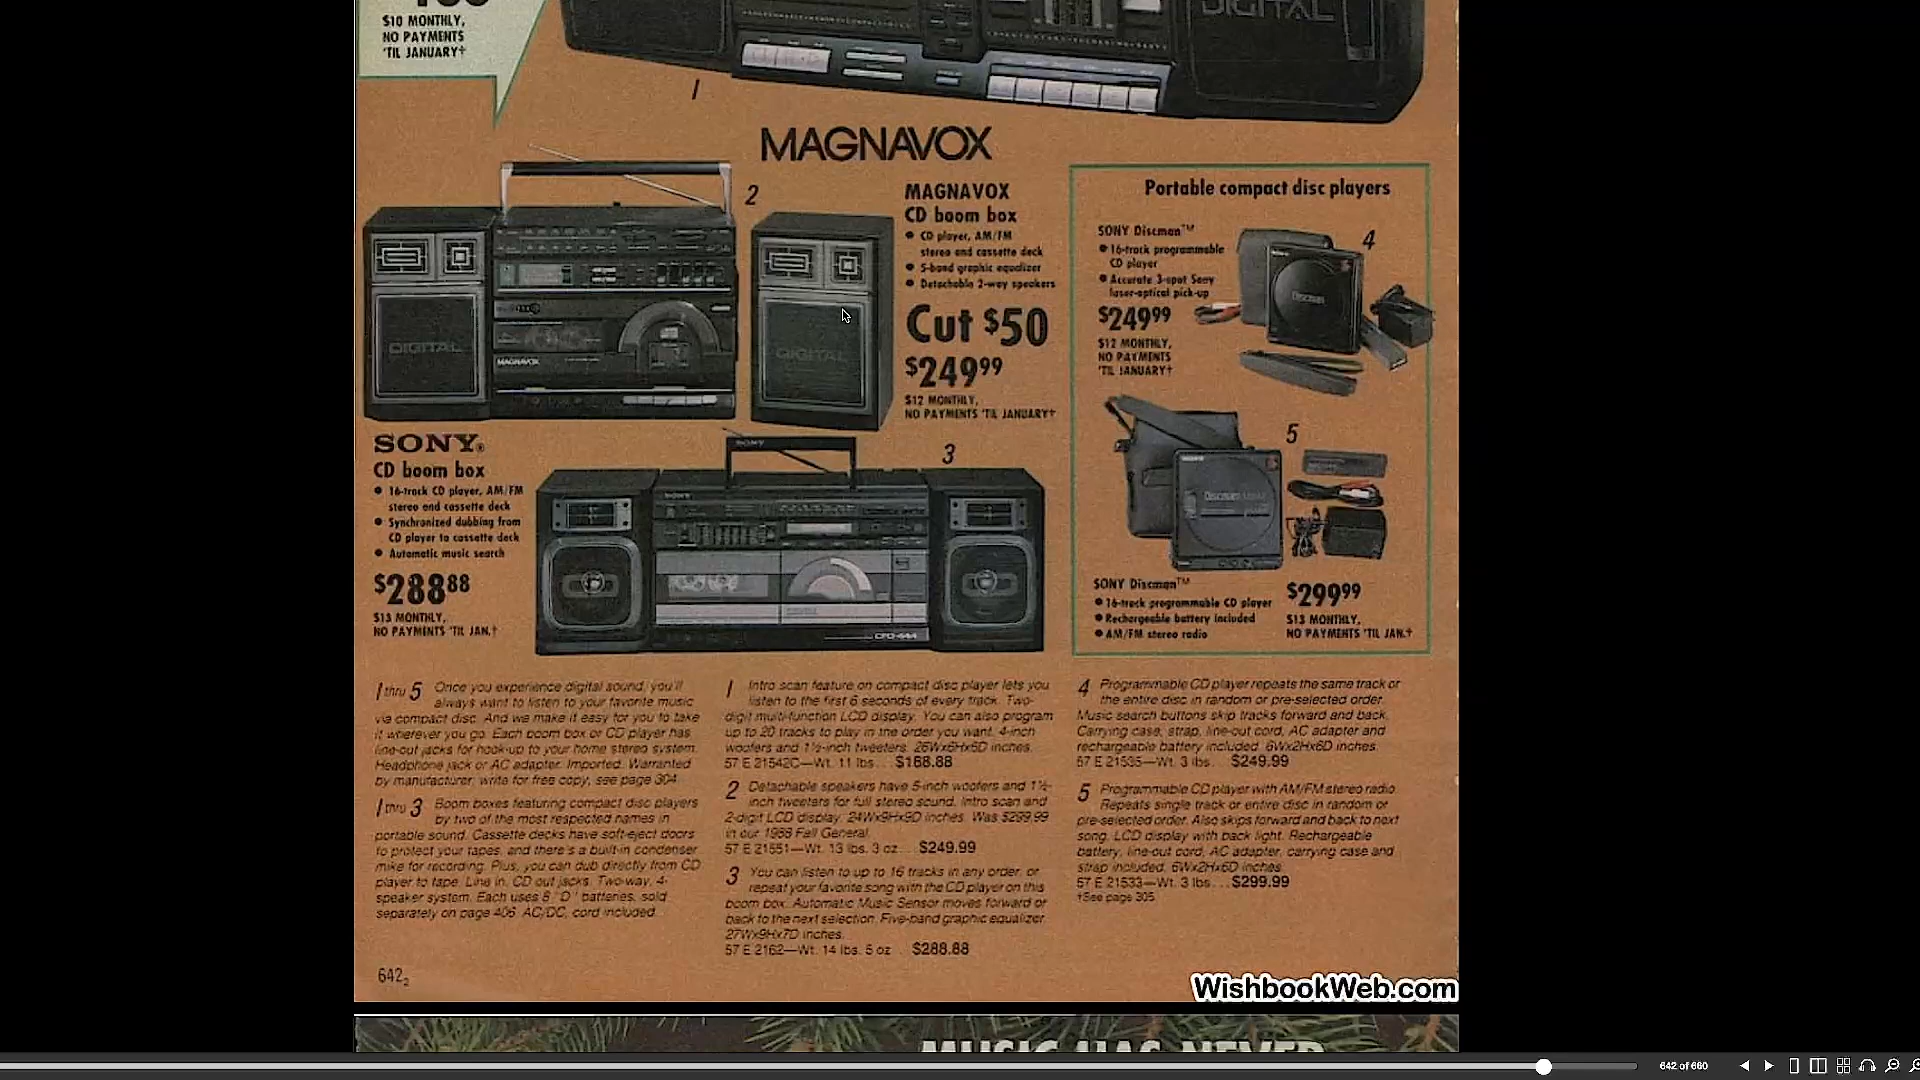 $10 MONTHLY,
NO PAYMENTS
'TIL JANUARY†
DIGITAL
1
MAGNAVOX
2
MAGNAVOX
CD boom box
• CD player, AM/FM
stereo and cassette deck
• 5-band graphic equalizer
• Detachable 2-way speakers
Cut $50
$249.99
$12 MONTHLY,
NO PAYMENTS 'TIL JANUARY†
DIGITAL
MAGNAVOX
DIGITAL
Portable compact disc players
SONY Discman™
• 16-track programmable
CD player
• Accurate 3-spot Sony
laser-optical pick-up
$249.99
$12 MONTHLY,
NO PAYMENTS
'TIL JANUARY†
4
Discman
5
Discman
SONY Discman™
• 16-track programmable CD player
• Rechargeable battery included
• AM/FM stereo radio
$299.99
$13 MONTHLY,
NO PAYMENTS 'TIL JAN.†
SONY®
CD boom box
• 16-track CD player, AM/FM
stereo and cassette deck
• Synchronized dubbing from
CD player to cassette deck
• Automatic music search
$288.88
$13 MONTHLY,
NO PAYMENTS 'TIL JAN.†
3
SONY
SONY
CFD-444
1 thru 5 Once you experience digital sound, you'll
always want to listen to your favorite music
via compact disc. And we make it easy for you to take
it wherever you go. Each boom box or CD player has
line-out jacks for hook-up to your home stereo system.
Headphone jack or AC adapter. Imported. Warranted
by manufacturer; write for free copy, see page 304.
1 thru 3 Boom boxes featuring compact disc players
by two of the most respected names in
portable sound. Cassette decks have soft-eject doors
to protect your tapes, and there's a built-in condenser
mike for recording. Plus, you can dub directly from CD
player to tape. Line in, CD out jacks. Two-way, 4-
speaker system. Each uses 8 "D" batteries, sold
separately on page 406. AC/DC, cord included.
1 Intro scan feature on compact disc player lets you
listen to the first 6 seconds of every track. Two-
digit multi-function LCD display. You can also program
up to 20 tracks to play in the order you want. 4-inch
woofers and 1½-inch tweeters. 26Wx6Hx6D inches.
57 E 21542C—Wt. 11 lbs... $168.88
2 Detachable speakers have 5-inch woofers and 1½-
inch tweeters for full stereo sound. Intro scan and
2-digit LCD display. 24Wx9Hx9D inches. Was $299.99
in our 1988 Fall General.
57 E 21551—Wt. 13 lbs. 3 oz... $249.99
3 You can listen to up to 16 tracks in any order, or
repeat your favorite song with the CD player on this
boom box. Automatic Music Sensor moves forward or
back to the next selection. Five-band graphic equalizer.
27Wx9Hx7D inches.
57 E 2162—Wt. 14 lbs. 5 oz . $288.88
4 Programmable CD player repeats the same track or
the entire disc in random or pre-selected order.
Music search buttons skip tracks forward and back.
Carrying case, strap, line-out cord, AC adapter and
rechargeable battery included. 6Wx2Hx6D inches.
57 E 21535—Wt. 3 lbs. . $249.99
5 Programmable CD player with AM/FM stereo radio.
Repeats single track or entire disc in random or
pre-selected order. Also skips forward and back to next
song. LCD display with back light. Rechargeable
battery, line-out cord, AC adapter, carrying case and
strap included. 6Wx2Hx6D inches.
57 E 21533—Wt. 3 lbs... $299.99
†See page 305
642₂
WishbookWeb.com
MUSIC HAS NEVER
642 of 660